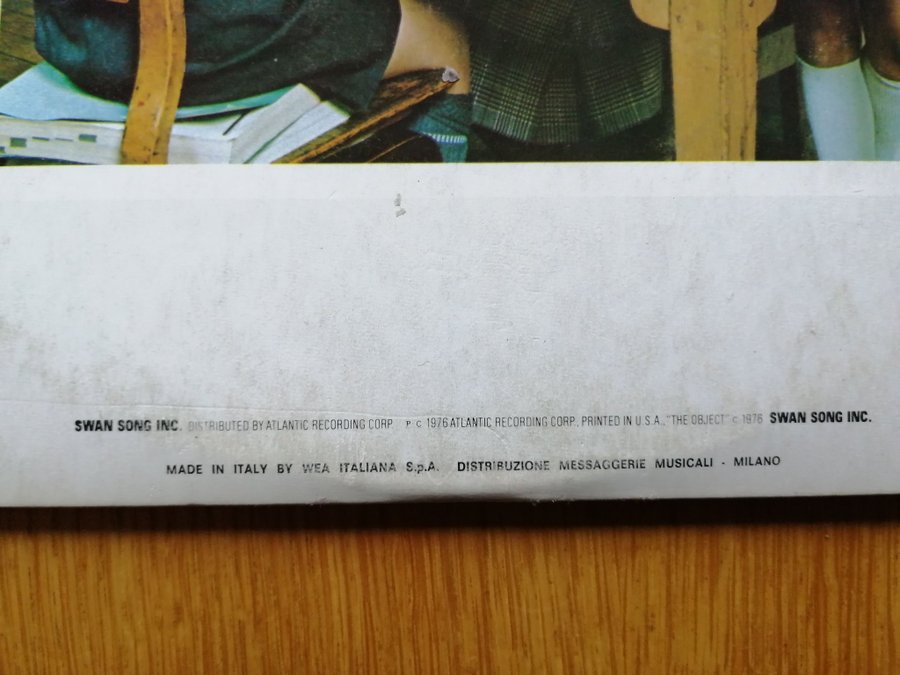 SWAN SONG INC. DISTRIBUTED BY ATLANTIC RECORDING CORP. P C 1976 ATLANTIC RECORDING CORP. PRINTED IN U.S.A., "THE OBJECT" c 1976 SWAN SONG INC.
MADE IN ITALY BY WEA ITALIANA S.p.A. DISTRIBUZIONE MESSAGGERIE MUSICALI - MILANO